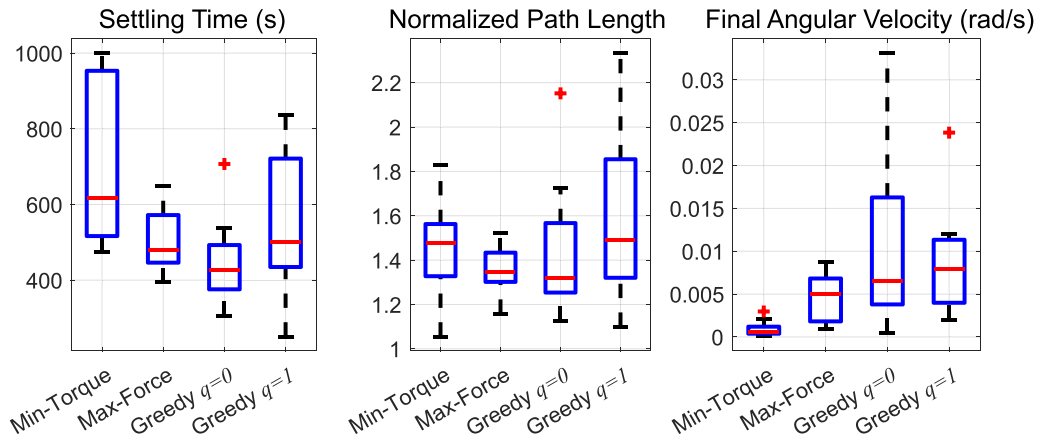 Settling Time (s)
1000
800
600
400
Min-Torque
Max-Force
Greedy q=0
Greedy q=1
Normalized Path Length
2.2
2
1.8
1.6
1.4
1.2
1
Min-Torque
Max-Force
Greedy q=0
Greedy q=1
Final Angular Velocity (rad/s)
0.03
0.025
0.02
0.015
0.01
0.005
0
Min-Torque
Max-Force
Greedy q=0
Greedy q=1